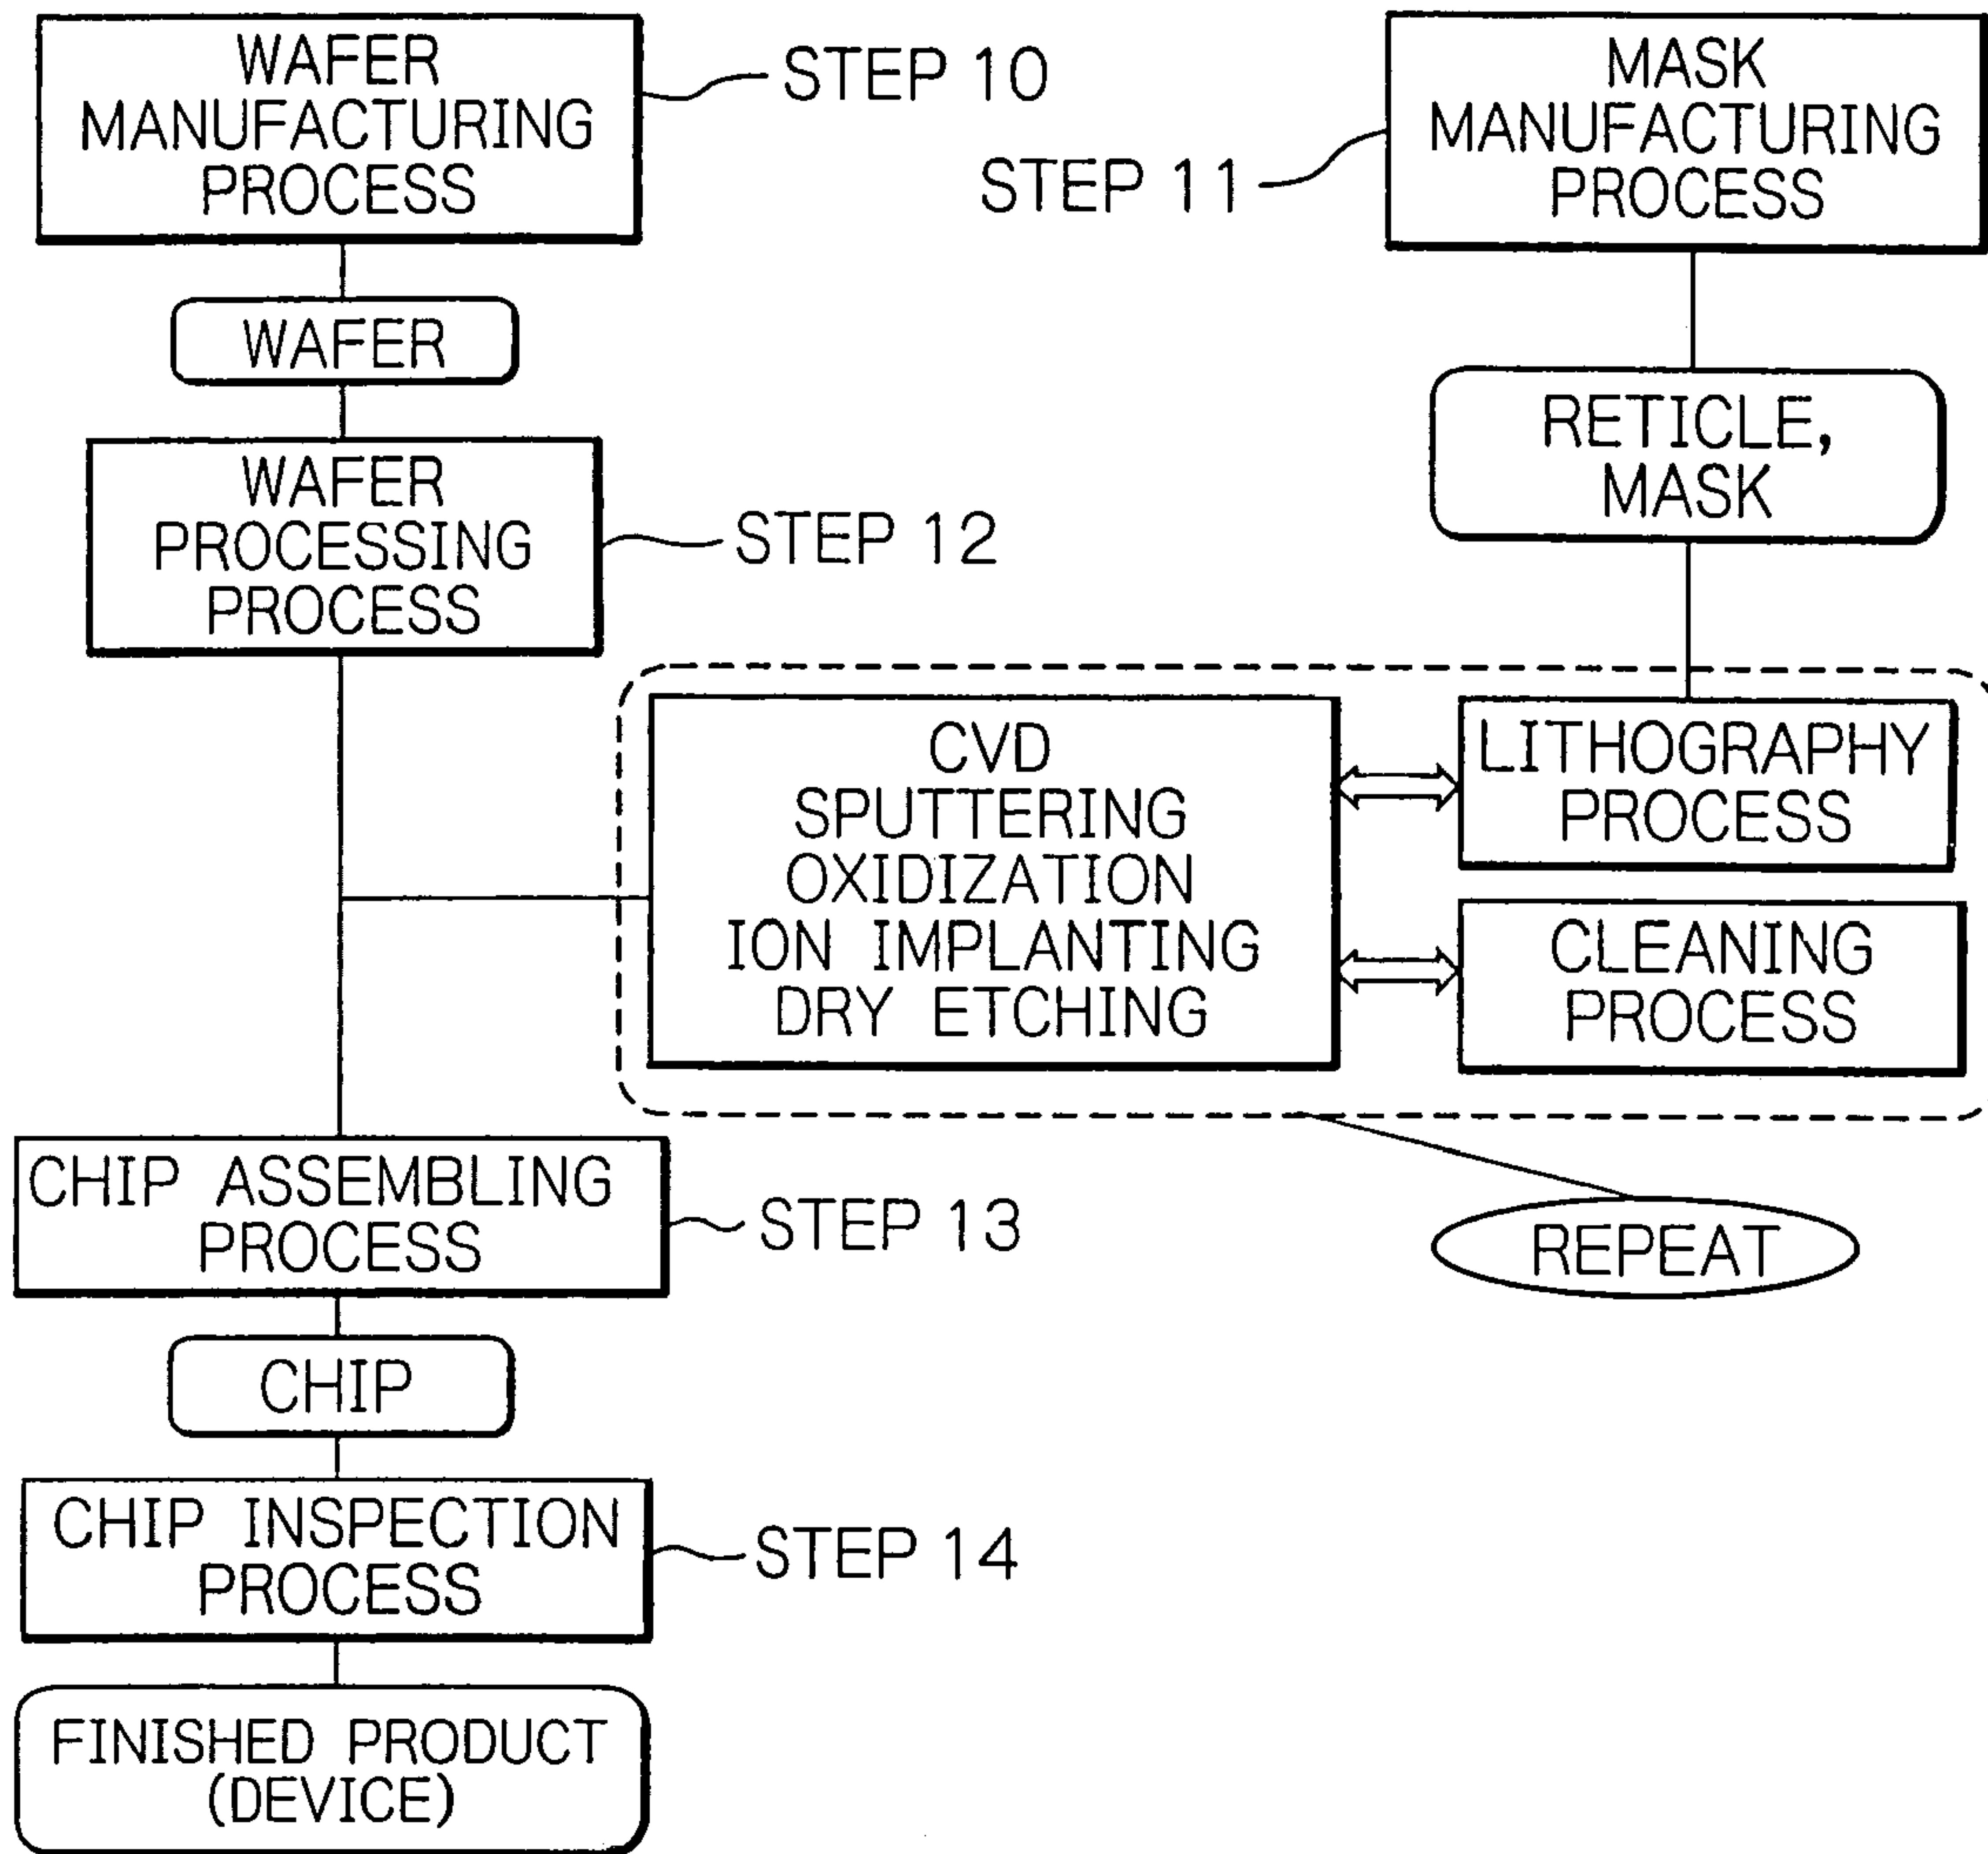 WAFER
MANUFACTURING
PROCESS
STEP 10
MASK
MANUFACTURING
PROCESS
STEP 11
WAFER
RETICLE,
MASK
WAFER
PROCESSING
PROCESS
STEP 12
CVD
SPUTTERING
OXIDIZATION
ION IMPLANTING
DRY ETCHING
LITHOGRAPHY
PROCESS
CLEANING
PROCESS
REPEAT
CHIP ASSEMBLING
PROCESS
STEP 13
CHIP
CHIP INSPECTION
PROCESS
STEP 14
FINISHED PRODUCT
(DEVICE)